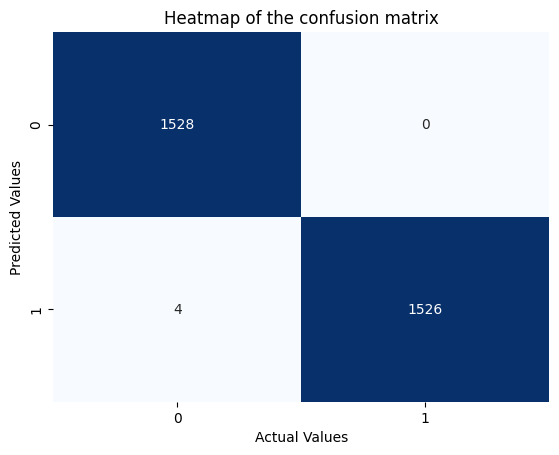 Heatmap of the confusion matrix
Predicted Values
0
1528
0
1
4
1526
0
1
Actual Values